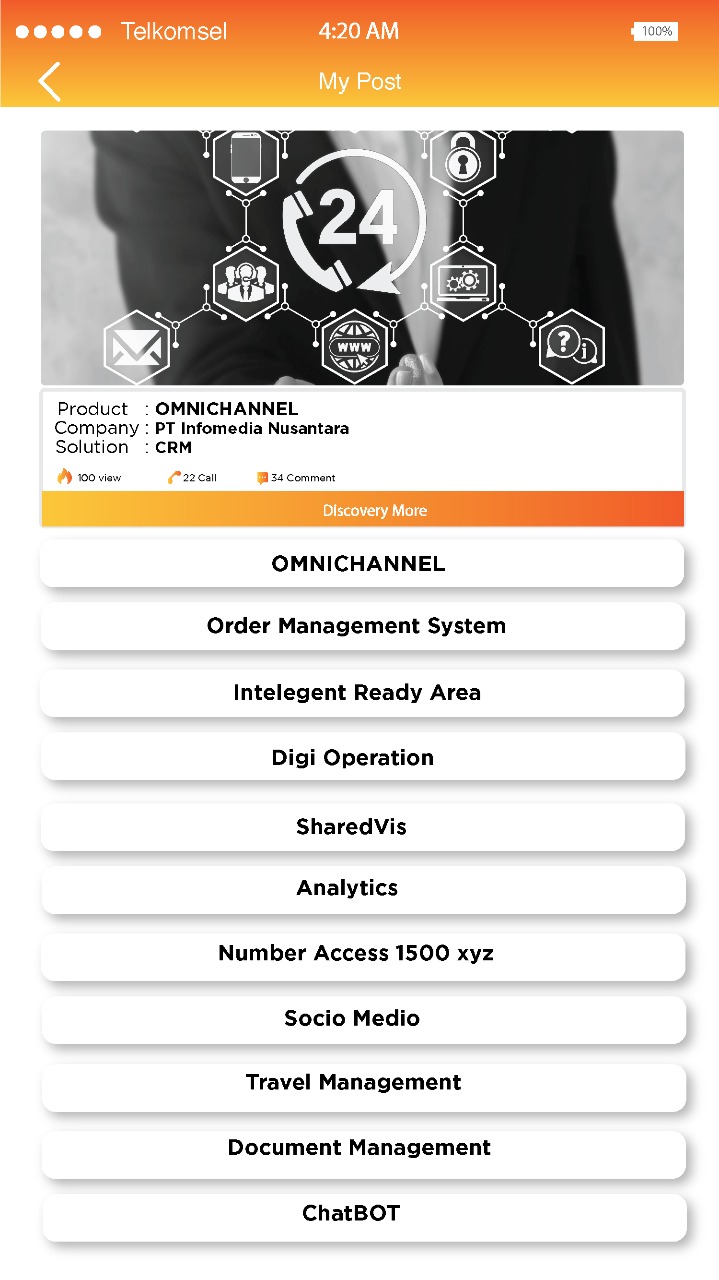 Telkomsel 4:20 AM 100%
My Post
24
www
? i
Product : OMNICHANNEL
Company : PT Infomedia Nusantara
Solution : CRM
100 view 22 Call 34 Comment
Discovery More
OMNICHANNEL
Order Management System
Intelegent Ready Area
Digi Operation
SharedVis
Analytics
Number Access 1500 xyz
Socio Medio
Travel Management
Document Management
ChatBOT